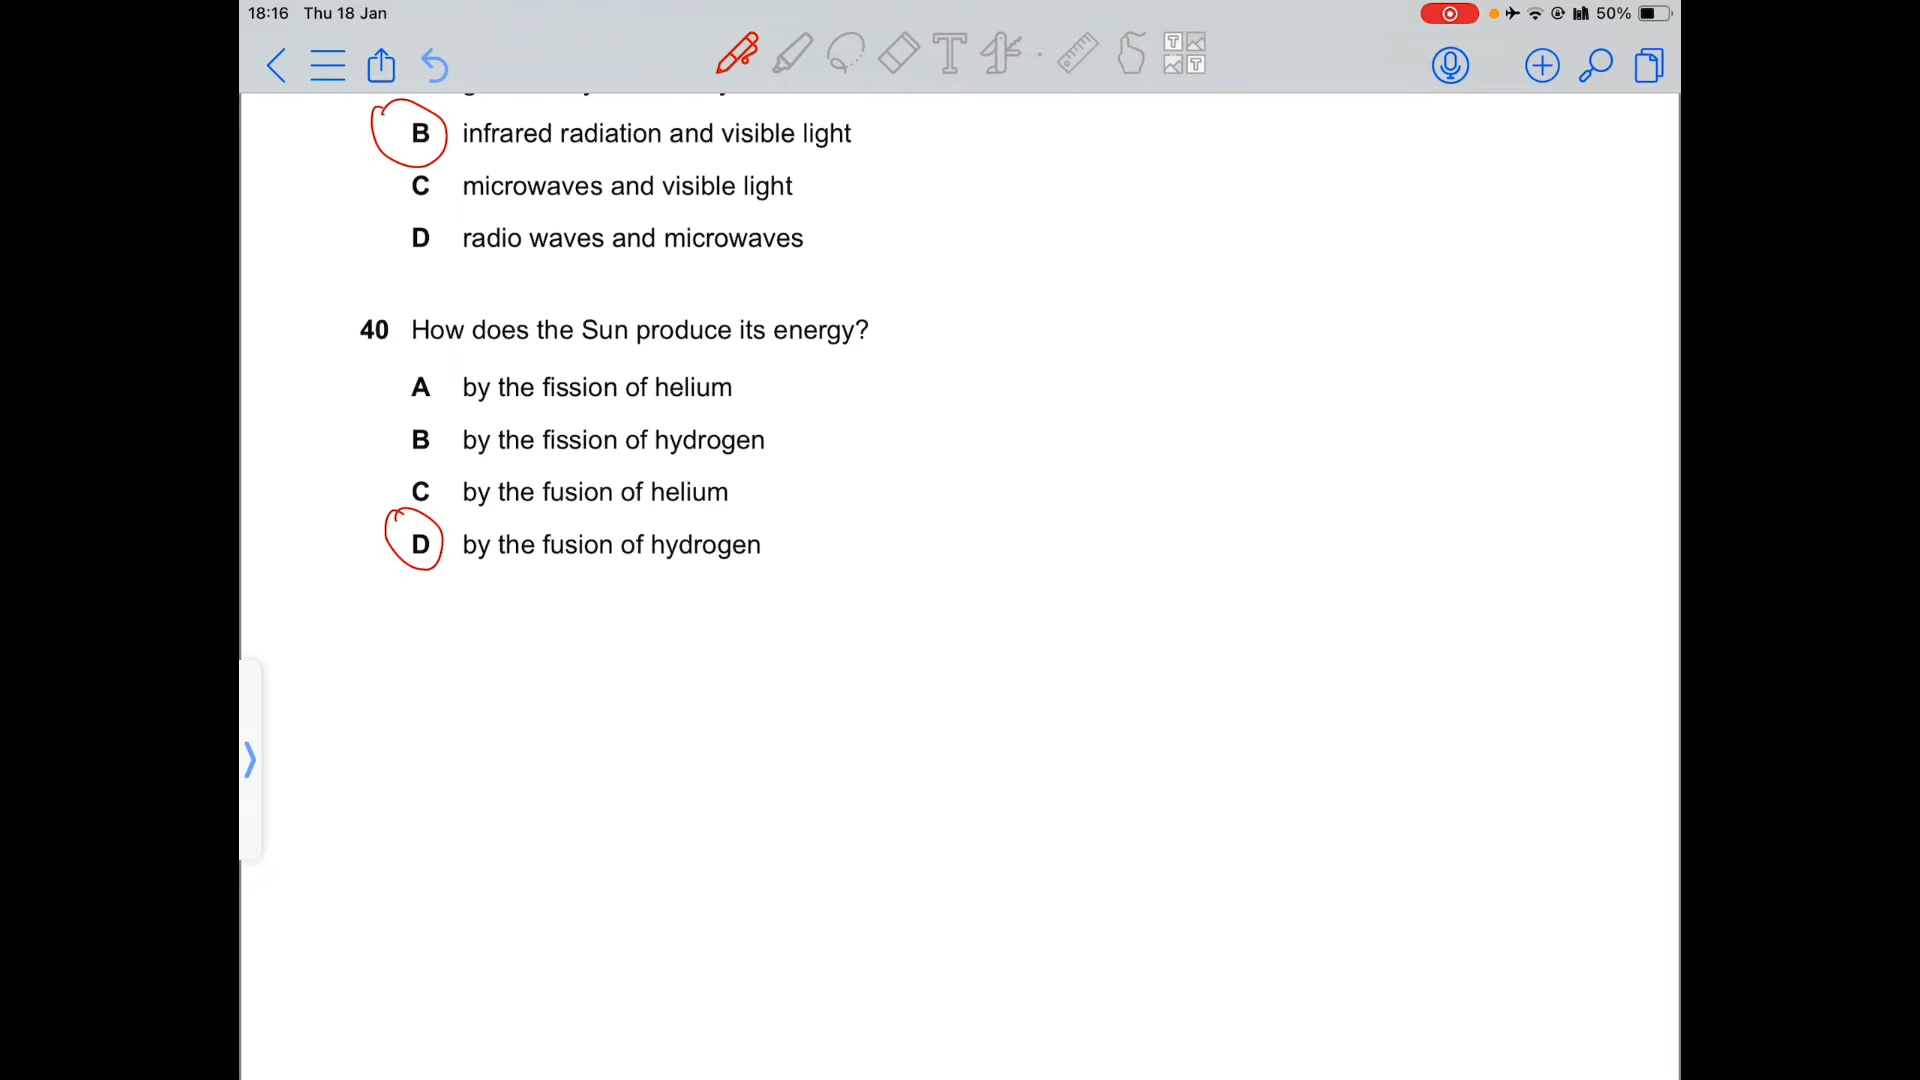 18:16 Thu 18 Jan
50%
B infrared radiation and visible light
C microwaves and visible light
D radio waves and microwaves
40 How does the Sun produce its energy?
A by the fission of helium
B by the fission of hydrogen
C by the fusion of helium
D by the fusion of hydrogen